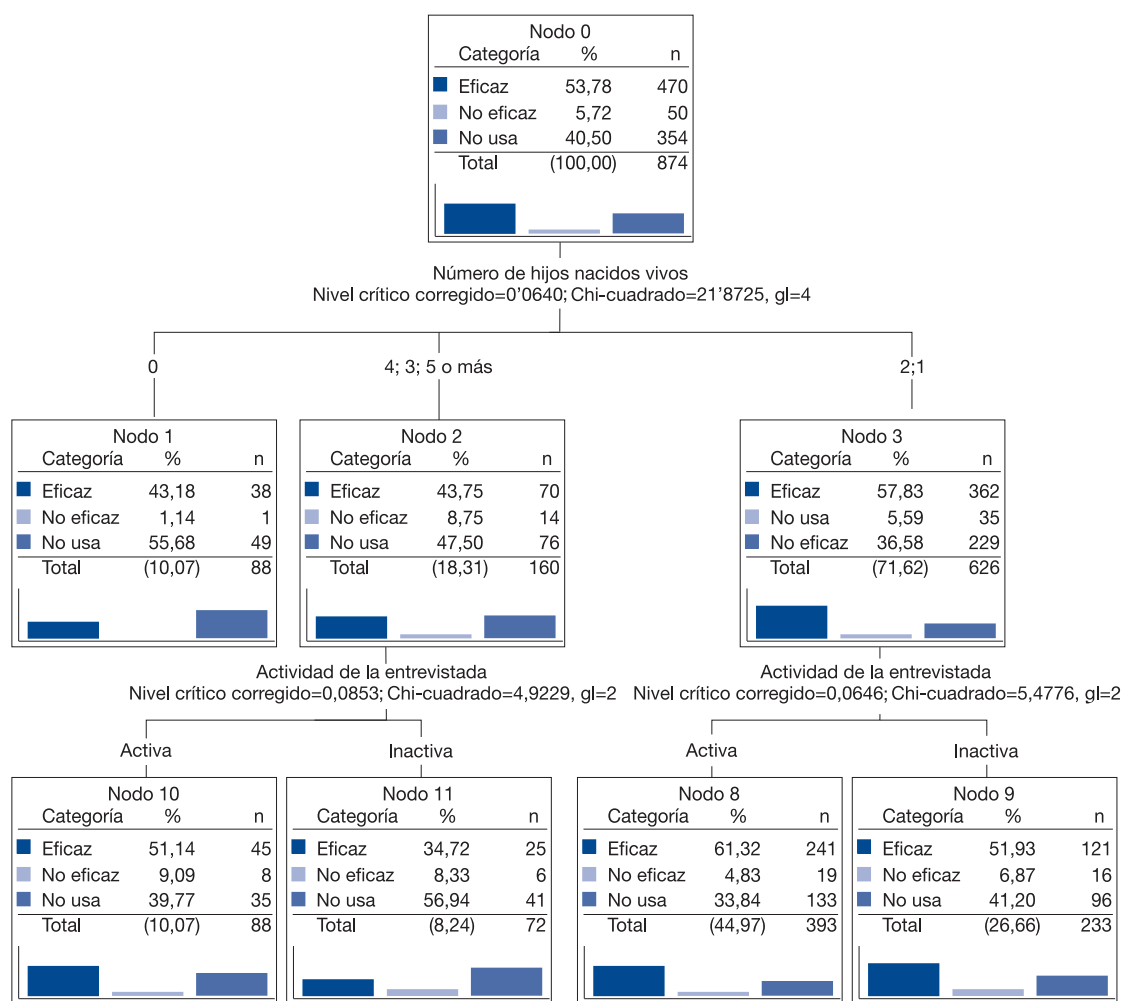 Nodo 0
Categoría % n
Eficaz 53,78 470
No eficaz 5,72 50
No usa 40,50 354
Total (100,00) 874
Número de hijos nacidos vivos
Nivel crítico corregido=0'0640; Chi-cuadrado=21'8725, gl=4
0
4; 3; 5 o más
2;1
Nodo 1
Categoría % n
Eficaz 43,18 38
No eficaz 1,14 1
No usa 55,68 49
Total (10,07) 88
Nodo 2
Categoría % n
Eficaz 43,75 70
No eficaz 8,75 14
No usa 47,50 76
Total (18,31) 160
Nodo 3
Categoría % n
Eficaz 57,83 362
No usa 5,59 35
No eficaz 36,58 229
Total (71,62) 626
Actividad de la entrevistada
Nivel crítico corregido=0,0853; Chi-cuadrado=4,9229, gl=2
Actividad de la entrevistada
Nivel crítico corregido=0,0646; Chi-cuadrado=5,4776, gl=2
Activa
Inactiva
Activa
Inactiva
Nodo 10
Categoría % n
Eficaz 51,14 45
No eficaz 9,09 8
No usa 39,77 35
Total (10,07) 88
Nodo 11
Categoría % n
Eficaz 34,72 25
No eficaz 8,33 6
No usa 56,94 41
Total (8,24) 72
Nodo 8
Categoría % n
Eficaz 61,32 241
No eficaz 4,83 19
No usa 33,84 133
Total (44,97) 393
Nodo 9
Categoría % n
Eficaz 51,93 121
No eficaz 6,87 16
No usa 41,20 96
Total (26,66) 233